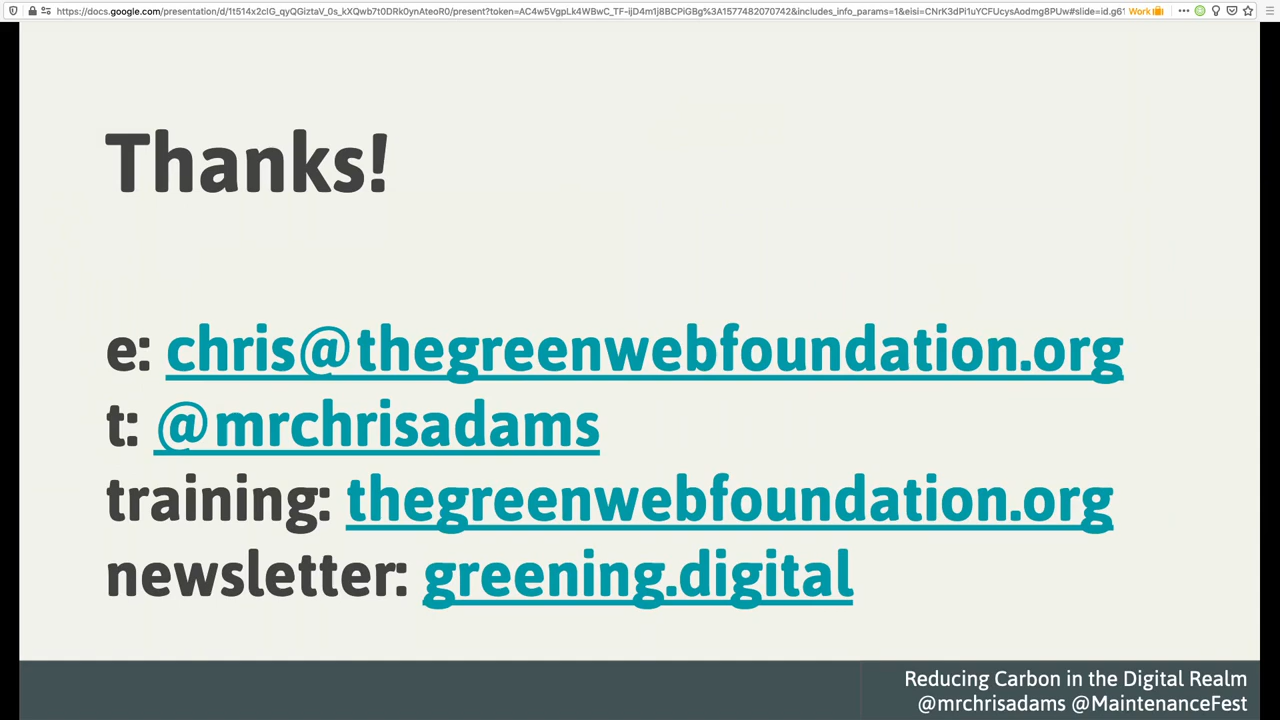 Work
Thanks!
e: chris@thegreenwebfoundation.org
t: @mrchrisadams
training: thegreenwebfoundation.org
newsletter: greening.digital
Reducing Carbon in the Digital Realm
@mrchrisadams @MaintenanceFest